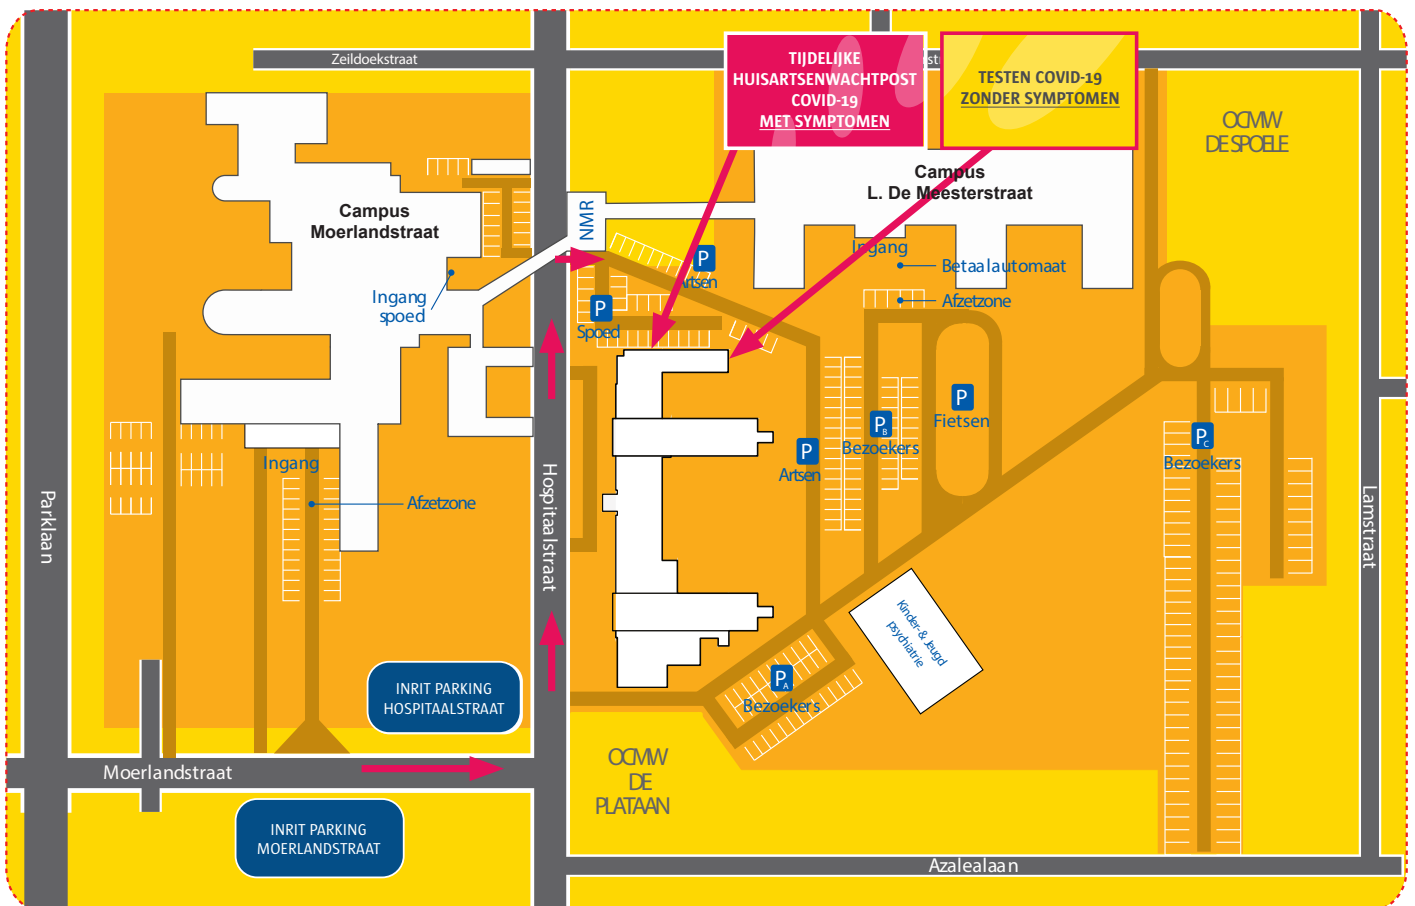 Zeildoekstraat
TIJDELIJKE
HUISARTSENWACHTPOST
COVID-19
MET SYMPTOMEN
TESTEN COVID-19
ZONDER SYMPTOMEN
OCMW
DE SPOELE
Campus
Moerlandstraat
NMR
Campus
L. De Meesterstraat
Ingang
Betaalautomaat
Afzetzone
P
Artsen
Ingang
spoed
P
Spoed
P
Fietsen
P B
Bezoekers
P
Artsen
P C
Bezoekers
Ingang
Afzetzone
Parklaan
Hospitaalstraat
Lamstraat
Kinder- & Jeugd
psychiatrie
P A
Bezoekers
INRIT PARKING
HOSPITAALSTRAAT
OCMW
DE
PLATAAN
Moerlandstraat
INRIT PARKING
MOERLANDSTRAAT
Azalealaan